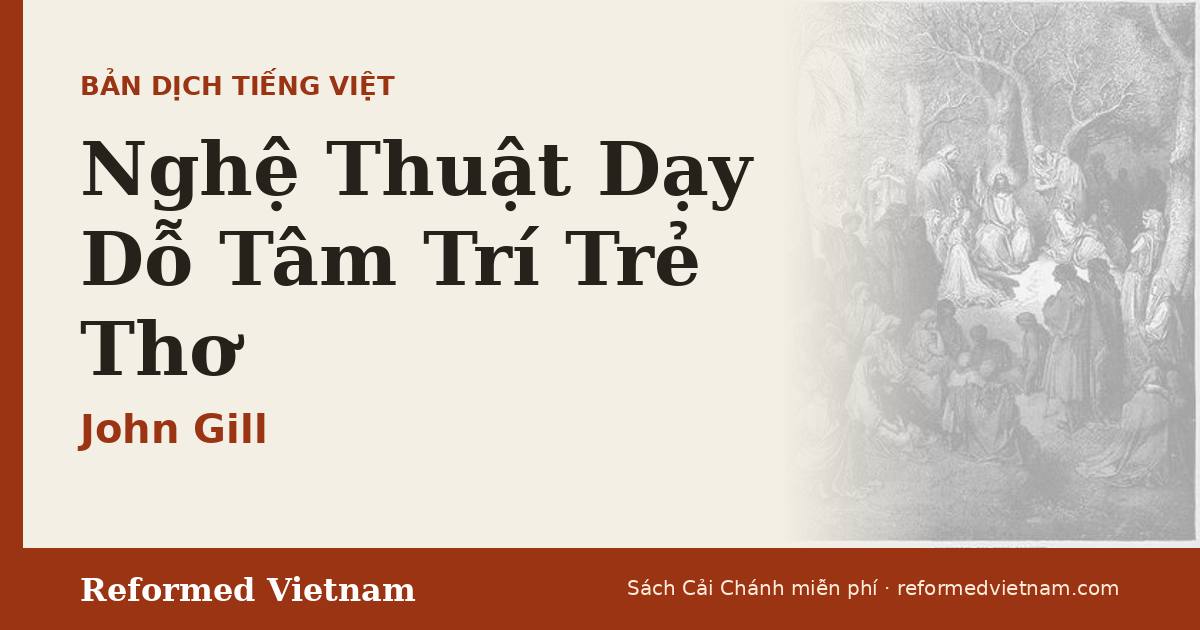 BẢN DỊCH TIẾNG VIỆT
Nghệ Thuật Dạy
Dỗ Tâm Trí Trẻ
Thơ
John Gill
Reformed Vietnam
Sách Cải Chánh miễn phí · reformedvietnam.com